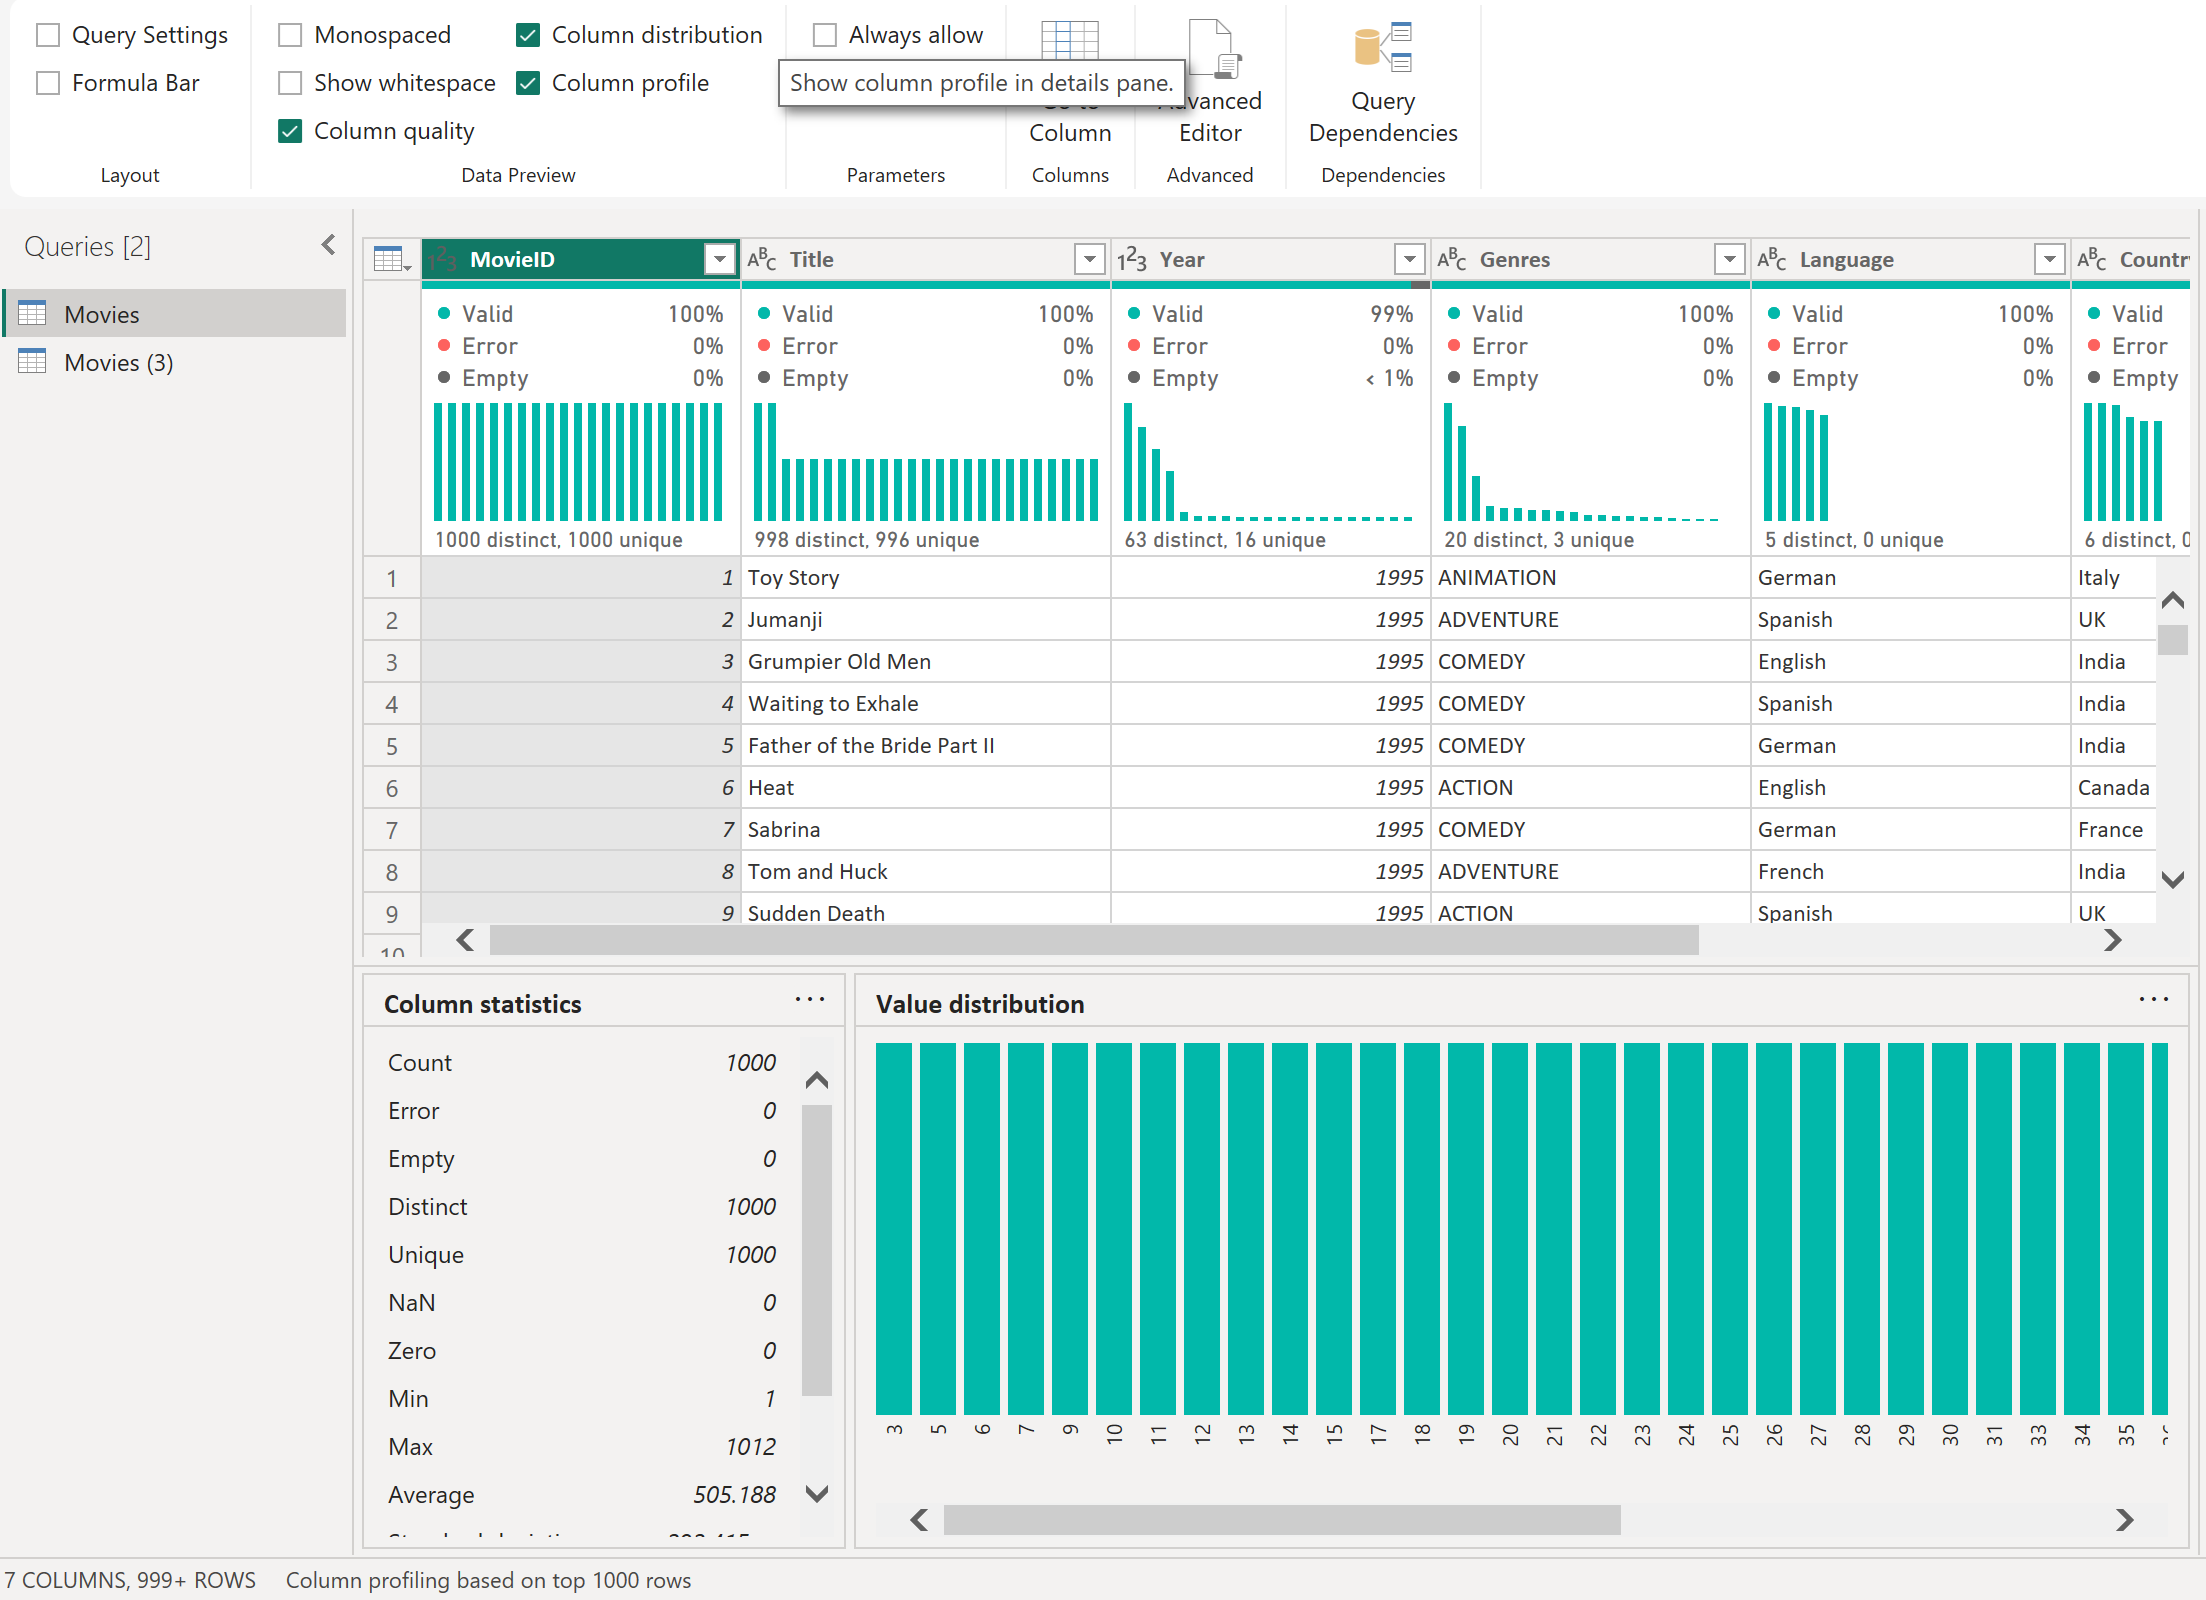 Query Settings
Monospaced
Column distribution
Always allow
Formula Bar
Show whitespace
Column profile
Show column profile in details pane.
Column quality
Column
Advanced
Editor
Query
Dependencies
Layout
Data Preview
Parameters
Columns
Advanced
Dependencies
Queries [2]
Movies
Movies (3)
123 MovieID
ABC Title
123 Year
ABC Genres
ABC Language
ABC Countr
Valid 100%
Valid 100%
Valid 99%
Valid 100%
Valid 100%
Valid
Error 0%
Error 0%
Error 0%
Error 0%
Error 0%
Error
Empty 0%
Empty 0%
Empty < 1%
Empty 0%
Empty 0%
Empty
1000 distinct, 1000 unique
998 distinct, 996 unique
63 distinct, 16 unique
20 distinct, 3 unique
5 distinct, 0 unique
6 distinct, 0
1 1 Toy Story 1995 ANIMATION German Italy
2 2 Jumanji 1995 ADVENTURE Spanish UK
3 3 Grumpier Old Men 1995 COMEDY English India
4 4 Waiting to Exhale 1995 COMEDY Spanish India
5 5 Father of the Bride Part II 1995 COMEDY German India
6 6 Heat 1995 ACTION English Canada
7 7 Sabrina 1995 COMEDY German France
8 8 Tom and Huck 1995 ADVENTURE French India
9 9 Sudden Death 1995 ACTION Spanish UK
10
Column statistics ...
Count 1000
Error 0
Empty 0
Distinct 1000
Unique 1000
NaN 0
Zero 0
Min 1
Max 1012
Average 505.188
Value distribution ...
3 5 6 7 9 10 11 12 13 14 15 17 18 19 20 21 22 23 24 25 26 27 28 29 30 31 33 34 35
7 COLUMNS, 999+ ROWS
Column profiling based on top 1000 rows